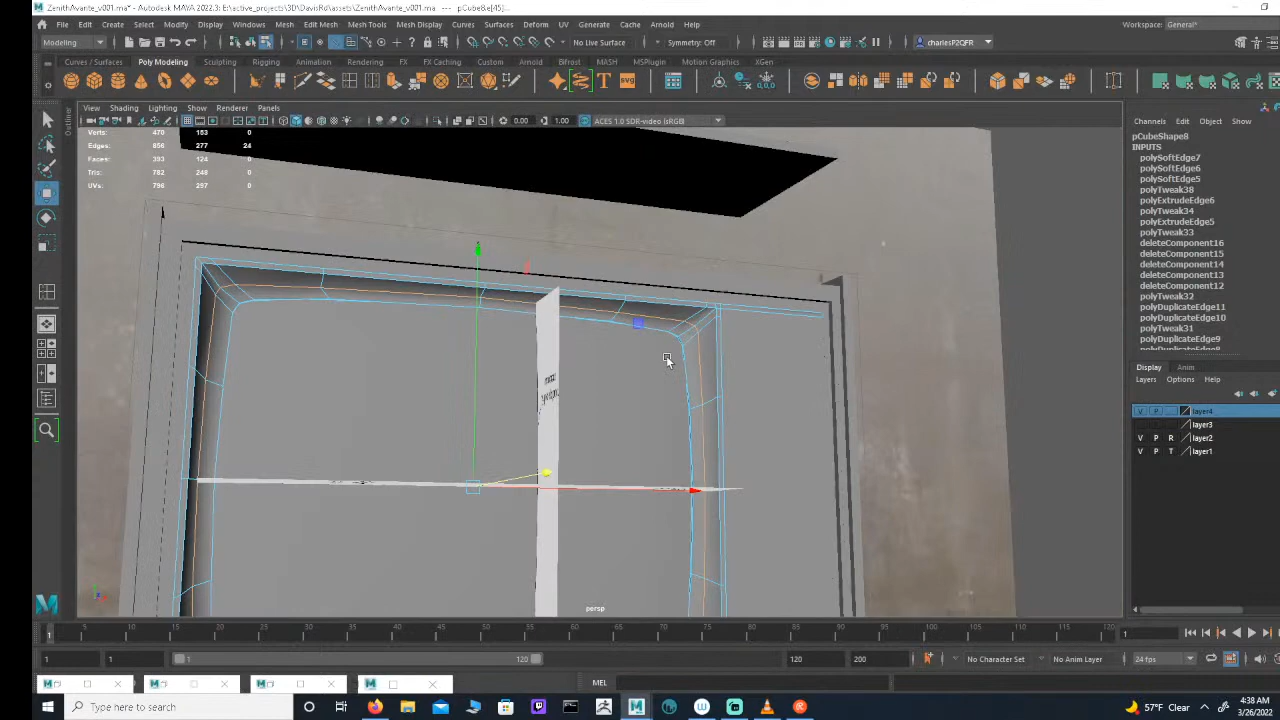 ZenithAvante_v001.ma* - Autodesk MAYA 2022.3: E:\active_projects\3D\DavisRd\assets\ZenithAvante_v001.ma --- pCube8.e[45]...
File Edit Create Select Modify Display Windows Mesh Edit Mesh Mesh Tools Mesh Display Curves Surfaces Deform UV Generate Cache Arnold Help Workspace: General*
Modeling No Live Surface Symmetry: Off charlesP2QFR
Curves / Surfaces Poly Modeling Sculpting Rigging Animation Rendering FX FX Caching Custom Arnold Bifrost MASH MSPlugin Motion Graphics XGen
View Shading Lighting Show Renderer Panels
0.00 1.00 ACES 1.0 SDR-video (sRGB)
Verts: 470 153 0
Edges: 856 277 24
Faces: 393 124 0
Tris: 782 248 0
UVs: 796 297 0
persp
Outliner
Channels Edit Object Show
pCubeShape8
INPUTS
polySoftEdge7
polySoftEdge6
polySoftEdge5
polyTweak38
polyExtrudeEdge6
polyTweak34
polyExtrudeEdge5
polyTweak33
deleteComponent16
deleteComponent15
deleteComponent14
deleteComponent13
deleteComponent12
polyTweak32
polyDuplicateEdge11
polyDuplicateEdge10
polyTweak31
polyDuplicateEdge9
Display Anim
Layers Options Help
V P layer4
layer3
V P R layer2
V P T layer1
5 10 15 20 25 30 35 40 45 50 55 60 65 70 75 80 85 90 95 100 105 110 115 120
1 1
1 1 1 120 120 200 No Character Set No Anim Layer 24 fps
MEL
Type here to search
57°F Clear 4:38 AM
3/26/2022